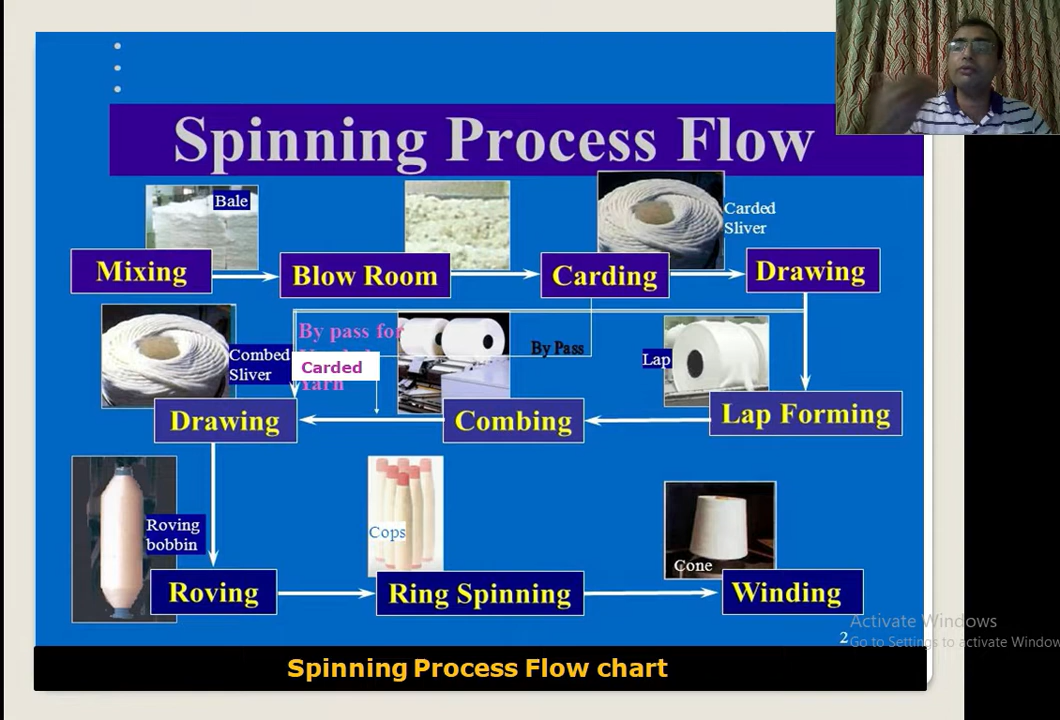 Spinning Process Flow
Bale
Carded
Sliver
Mixing
Blow Room
Carding
Drawing
Combed
Sliver
By pass for
Carded
Yarn
By Pass
Lap
Drawing
Combing
Lap Forming
Roving
bobbin
Cops
Cone
Roving
Ring Spinning
Winding
Activate Windows
2
Go to Settings to activate Window
Spinning Process Flow chart